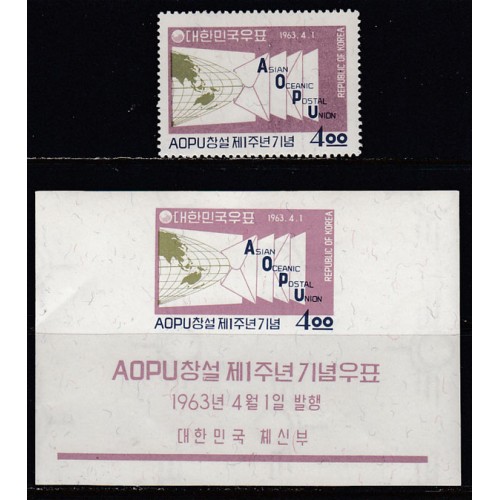 대한민국우표 1963.4.1
REPUBLIC OF KOREA
ASIAN
OCEANIC
POSTAL
UNION
AOPU창설 제1주년기념 400
대한민국우표 1963.4.1
REPUBLIC OF KOREA
ASIAN
OCEANIC
POSTAL
UNION
AOPU창설 제1주년기념 400
AOPU창설 제1주년기념우표
1963년 4월 1일 발행
대한민국 체신부